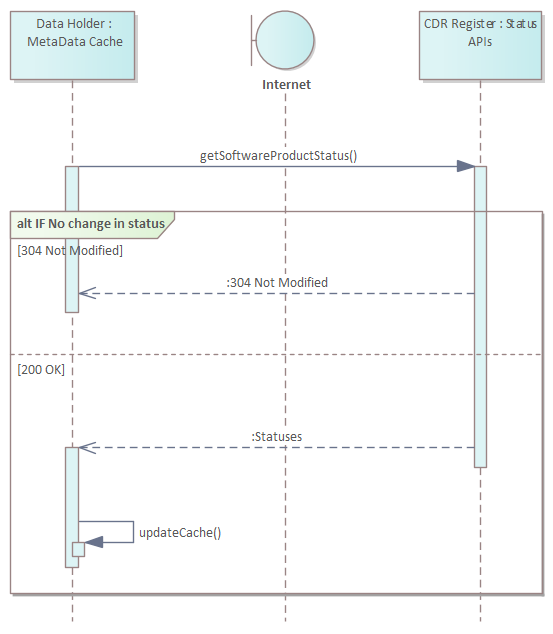 Data Holder :
MetaData Cache
CDR Register : Status
APIs
Internet
getSoftwareProductStatus()
alt IF No change in status
[304 Not Modified]
:304 Not Modified
[200 OK]
:Statuses
updateCache()